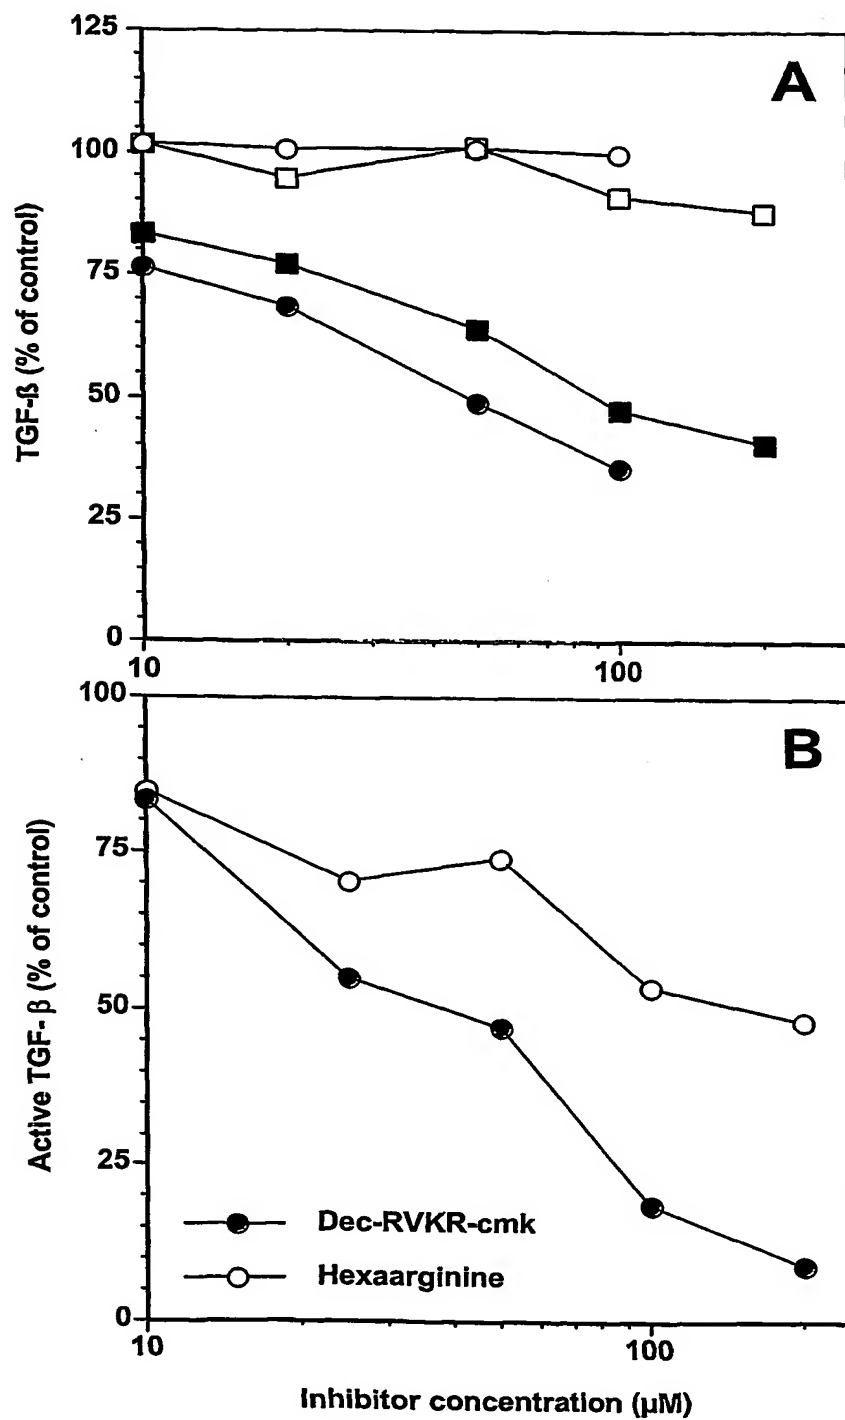 125
A
100
75
50
25
0
TGF-ß (% of control)
10
100
100
B
75
50
25
0
Active TGF-β (% of control)
Dec-RVKR-cmk
Hexaarginine
10
100
Inhibitor concentration (µM)